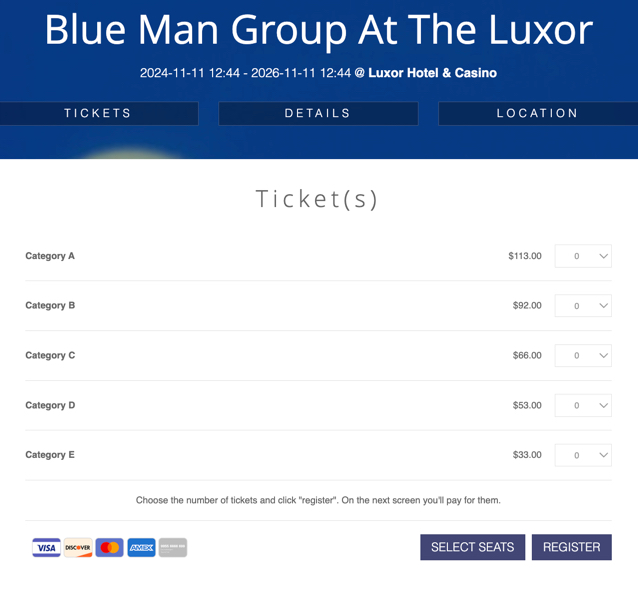 Blue Man Group At The Luxor
2024-11-11 12:44 - 2026-11-11 12:44 @ Luxor Hotel & Casino
TICKETS DETAILS LOCATION
Ticket(s)
Category A $113.00 0
Category B $92.00 0
Category C $66.00 0
Category D $53.00 0
Category E $33.00 0
Choose the number of tickets and click "register". On the next screen you'll pay for them.
VISA DISCOVER AMEX SELECT SEATS REGISTER